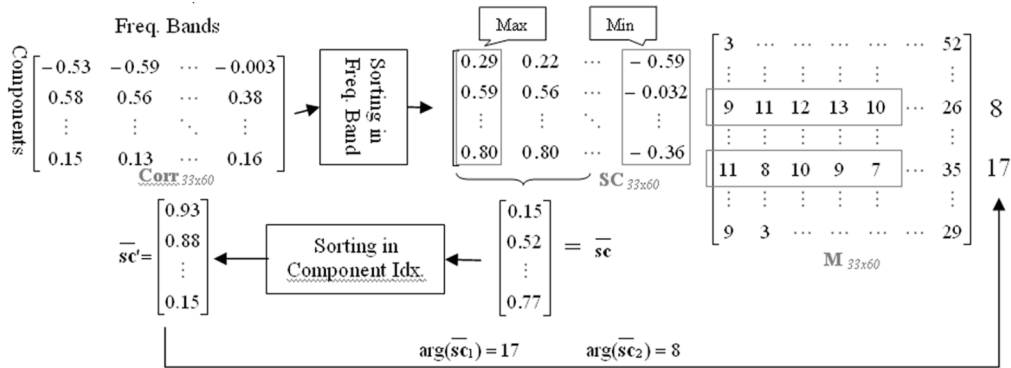 Freq. Bands
Components
− 0.53 − 0.59 ⋯ − 0.003
0.58 0.56 ⋯ 0.38
⋮ ⋮ ⋱ ⋮
0.15 0.13 ⋯ 0.16
Corr 33x60
Sorting in
Freq. Band
Max
Min
0.29 0.22 ⋯ − 0.59
0.59 0.56 ⋯ − 0.032
⋮ ⋮ ⋱ ⋮
0.80 0.80 ⋯ − 0.36
SC 33x60
3 ⋯ ⋯ ⋯ ⋯ ⋯ 52
⋮ ⋮ ⋮ ⋮ ⋮ ⋮
9 11 12 13 10 ⋯ 26 8
⋮ ⋮ ⋮ ⋮ ⋮ ⋮
11 8 10 9 7 ⋯ 35 17
⋮ ⋮ ⋮ ⋮ ⋮ ⋮
9 3 ⋯ ⋯ ⋯ ⋯ 29
M 33x60
0.15
0.52
⋮
0.77
= s̅c̅
Sorting in
Component Idx.
s̅c̅'=
0.93
0.88
⋮
0.15
arg(s̅c̅1) = 17 arg(s̅c̅2) = 8